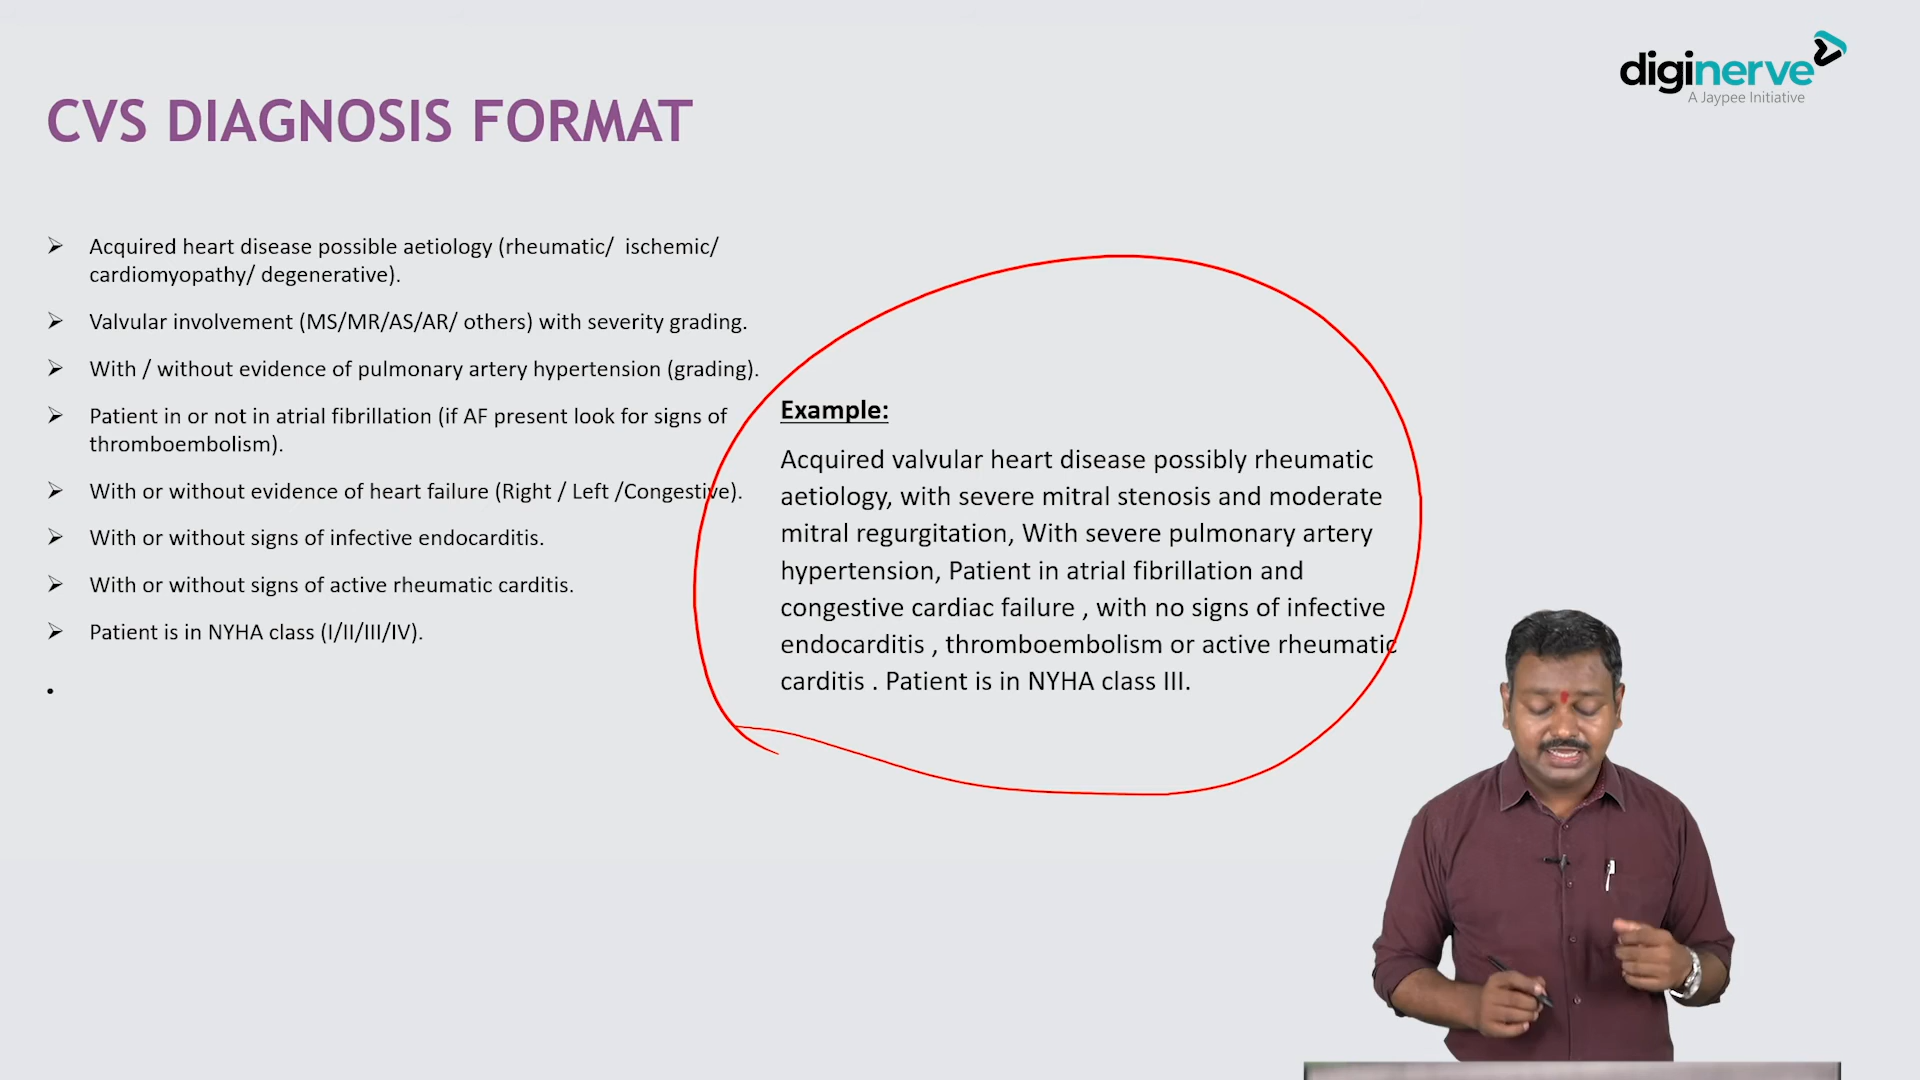 diginerve
A Jaypee Initiative
CVS DIAGNOSIS FORMAT
➢ Acquired heart disease possible aetiology (rheumatic/ ischemic/
cardiomyopathy/ degenerative).
➢ Valvular involvement (MS/MR/AS/AR/ others) with severity grading.
➢ With / without evidence of pulmonary artery hypertension (grading).
➢ Patient in or not in atrial fibrillation (if AF present look for signs of
thromboembolism).
➢ With or without evidence of heart failure (Right / Left /Congestive).
➢ With or without signs of infective endocarditis.
➢ With or without signs of active rheumatic carditis.
➢ Patient is in NYHA class (I/II/III/IV).
•
Example:
Acquired valvular heart disease possibly rheumatic
aetiology, with severe mitral stenosis and moderate
mitral regurgitation, With severe pulmonary artery
hypertension, Patient in atrial fibrillation and
congestive cardiac failure , with no signs of infective
endocarditis , thromboembolism or active rheumatic
carditis . Patient is in NYHA class III.